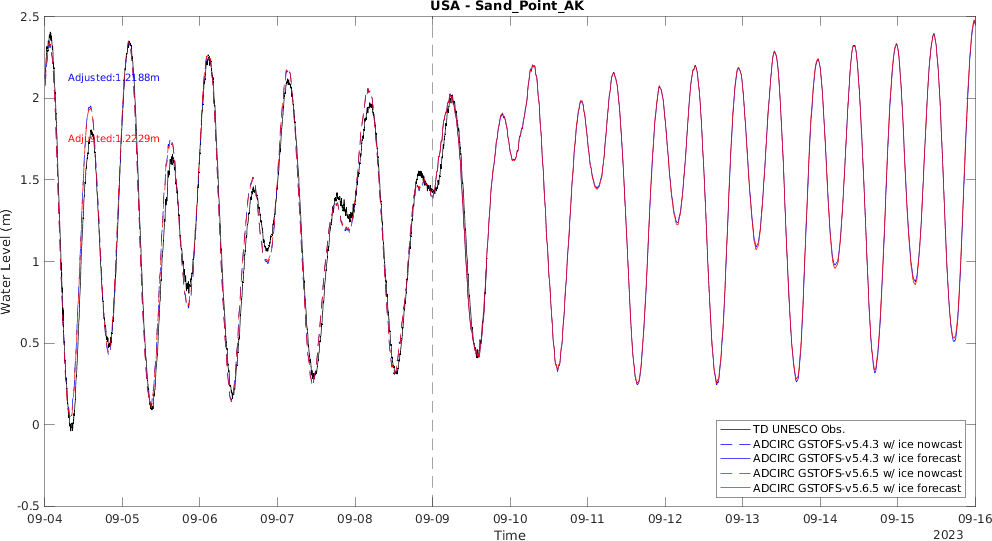 USA - Sand_Point_AK
2.5
2
1.5
1
0.5
0
-0.5
Water Level (m)
Adjusted:1.2188m
Adjusted:1.2229m
TD UNESCO Obs.
ADCIRC GSTOFS-v5.4.3 w/ ice nowcast
ADCIRC GSTOFS-v5.4.3 w/ ice forecast
ADCIRC GSTOFS-v5.6.5 w/ ice nowcast
ADCIRC GSTOFS-v5.6.5 w/ ice forecast
09-04 09-05 09-06 09-07 09-08 09-09 09-10 09-11 09-12 09-13 09-14 09-15 09-16
Time
2023